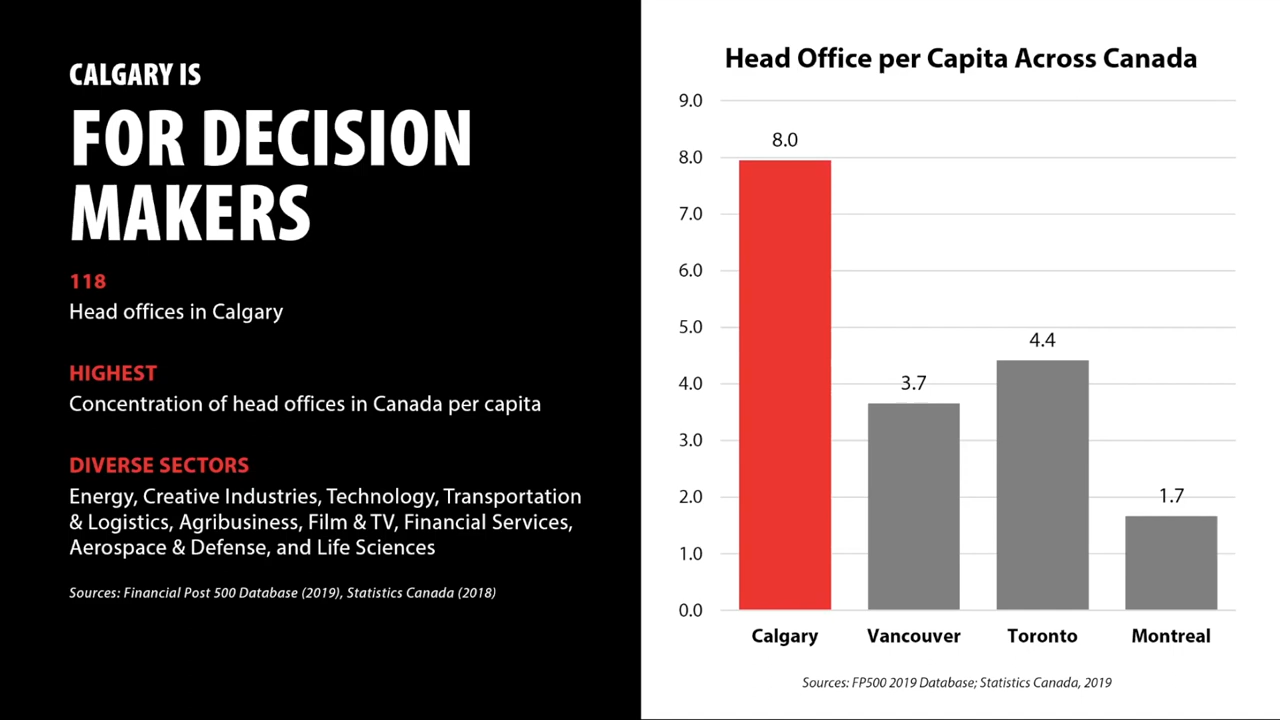 CALGARY IS
FOR DECISION
MAKERS
118
Head offices in Calgary
HIGHEST
Concentration of head offices in Canada per capita
DIVERSE SECTORS
Energy, Creative Industries, Technology, Transportation
& Logistics, Agribusiness, Film & TV, Financial Services,
Aerospace & Defense, and Life Sciences
Sources: Financial Post 500 Database (2019), Statistics Canada (2018)
Head Office per Capita Across Canada
9.0
8.0
7.0
6.0
5.0
4.0
3.0
2.0
1.0
0.0
8.0
3.7
4.4
1.7
Calgary Vancouver Toronto Montreal
Sources: FP500 2019 Database; Statistics Canada, 2019